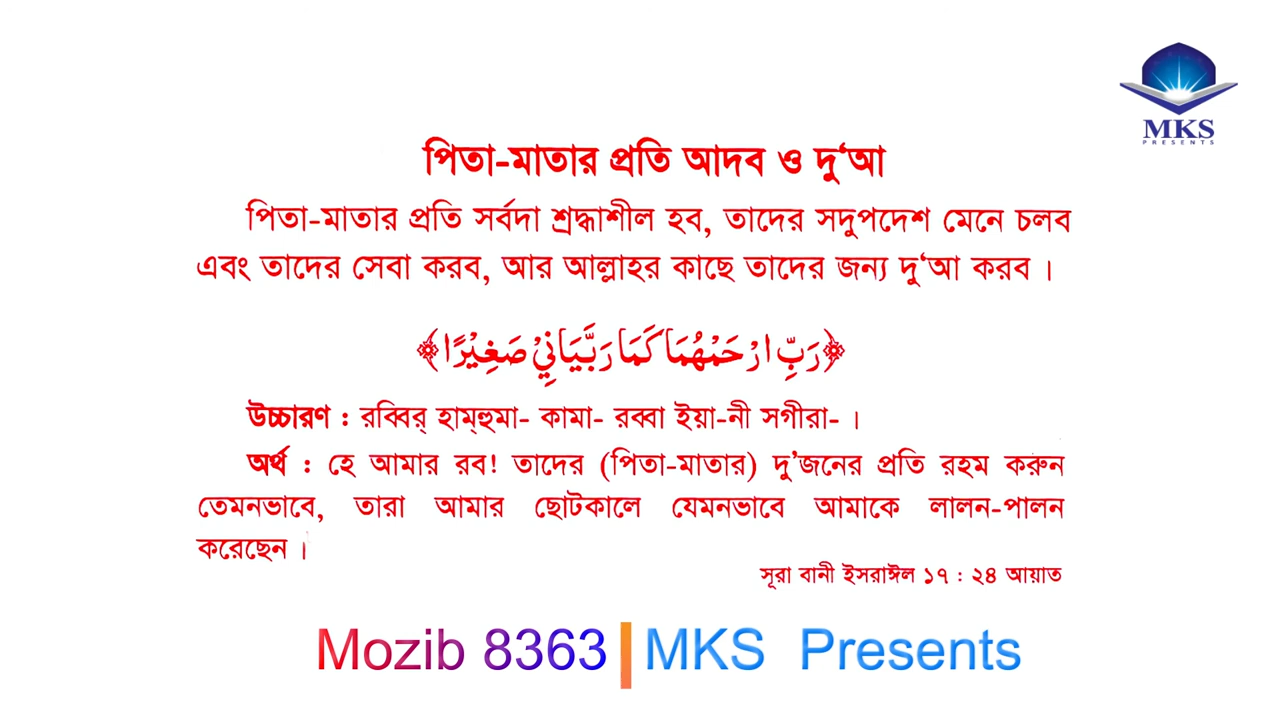 MKS
PRESENTS
পিতা-মাতার প্রতি আদব ও দু‘আ
পিতা-মাতার প্রতি সর্বদা শ্রদ্ধাশীল হব, তাদের সদুপদেশ মেনে চলব
এবং তাদের সেবা করব, আর আল্লাহর কাছে তাদের জন্য দু‘আ করব ।
﴿رَبِّ ارْحَمْهُمَا كَمَا رَبَّيَانِيْ صَغِيْرًا﴾
উচ্চারণ : রব্বির্ হাম্হুমা- কামা- রব্বা ইয়া-নী সগীরা- ।
অর্থ : হে আমার রব! তাদের (পিতা-মাতার) দু’জনের প্রতি রহম করুন
তেমনভাবে, তারা আমার ছোটকালে যেমনভাবে আমাকে লালন-পালন
করেছেন ।
সূরা বানী ইসরাঈল ১৭ : ২৪ আয়াত
Mozib 8363 | MKS Presents